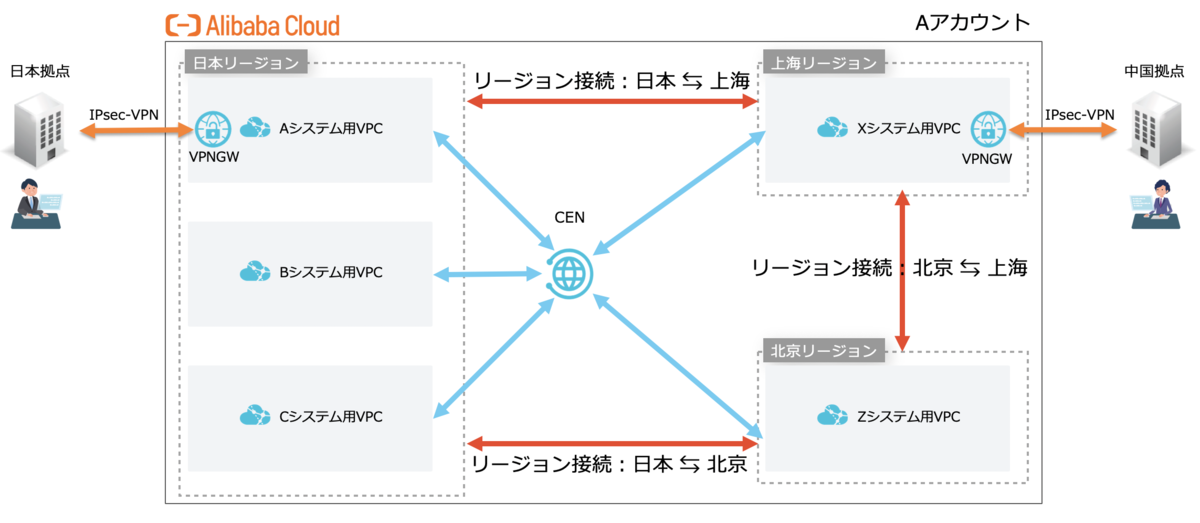 Alibaba Cloud
Aアカウント
日本リージョン
上海リージョン
日本拠点
中国拠点
リージョン接続：日本 ⇆ 上海
IPsec-VPN
Aシステム用VPC
VPNGW
Xシステム用VPC
VPNGW
IPsec-VPN
CEN
Bシステム用VPC
リージョン接続：北京 ⇆ 上海
北京リージョン
Cシステム用VPC
Zシステム用VPC
リージョン接続：日本 ⇆ 北京